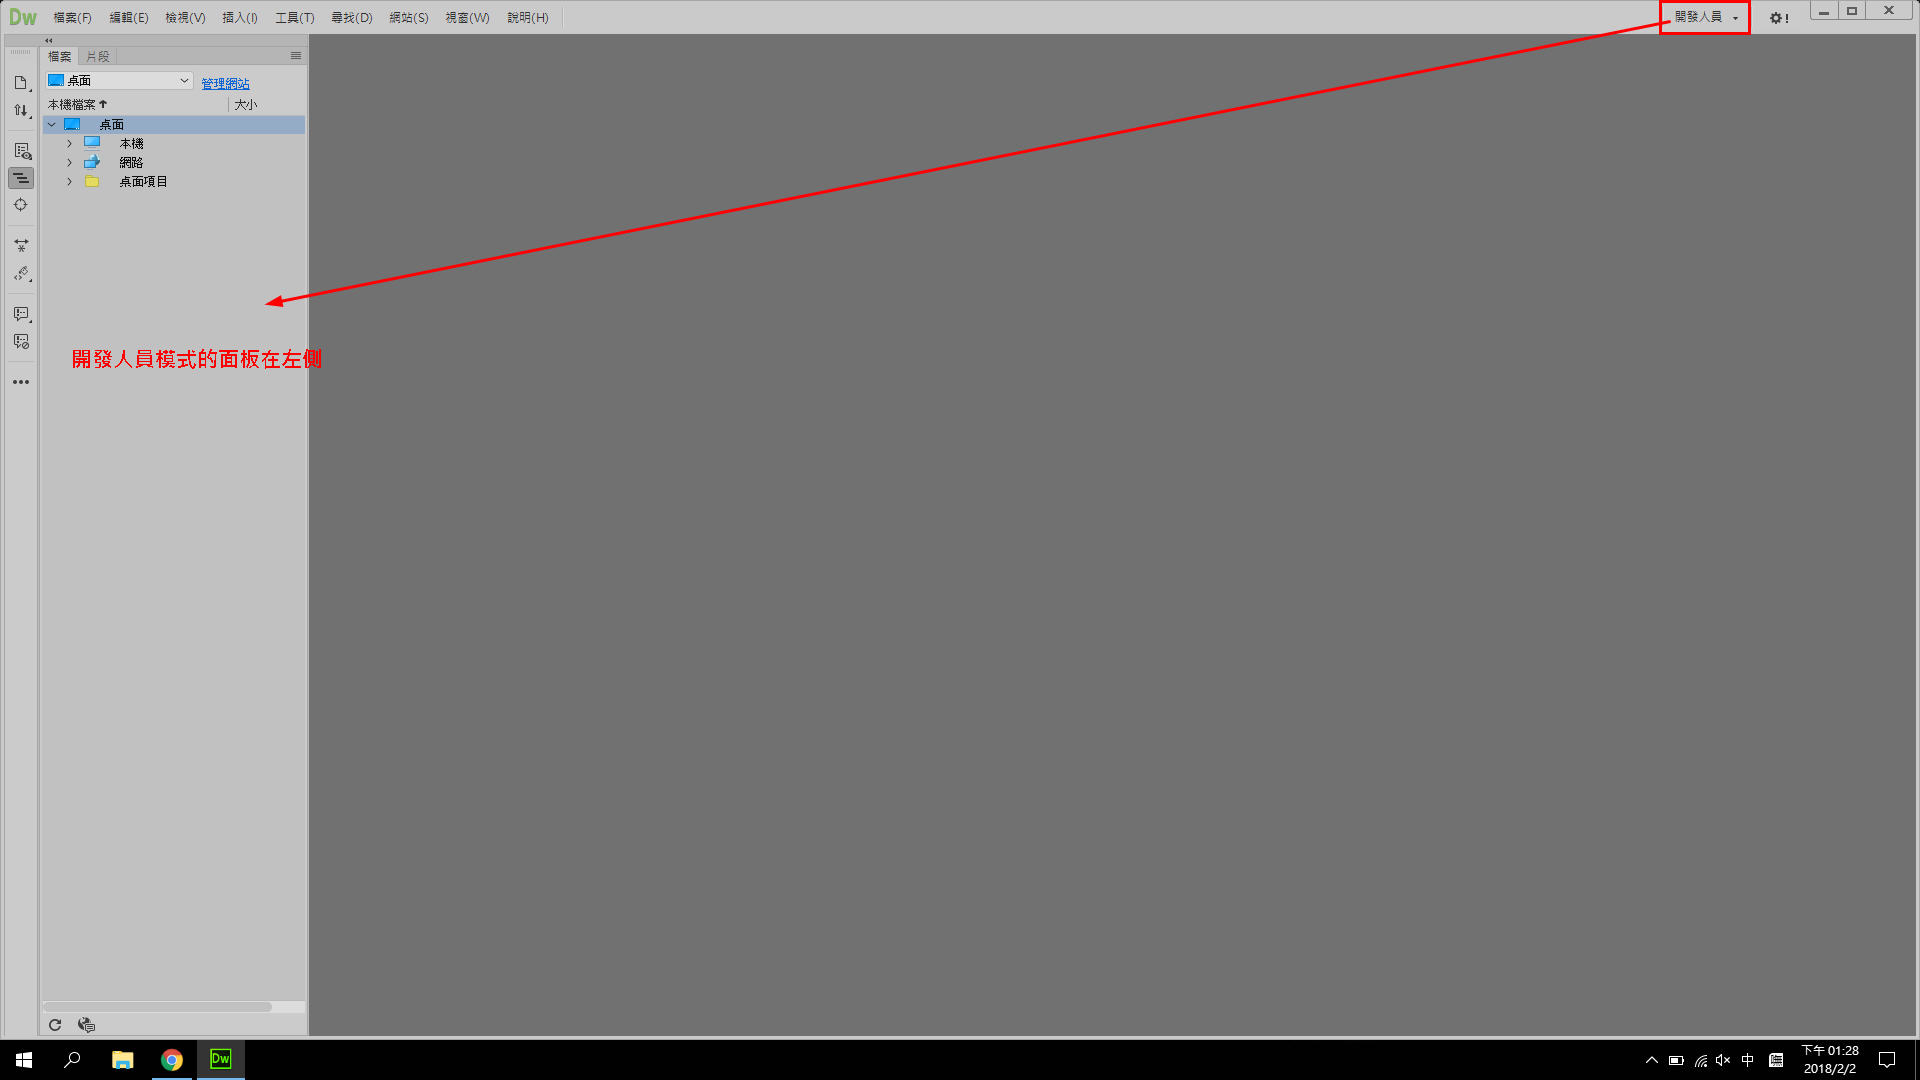 Dw 檔案(F) 編輯(E) 檢視(V) 插入(I) 工具(T) 尋找(D) 網站(S) 視窗(W) 說明(H) 開發人員
檔案 片段
桌面 管理網站
本機檔案 大小
桌面
本機
網路
桌面項目
開發人員模式的面板在左側
Dw 中 下午 01:28
2018/2/2